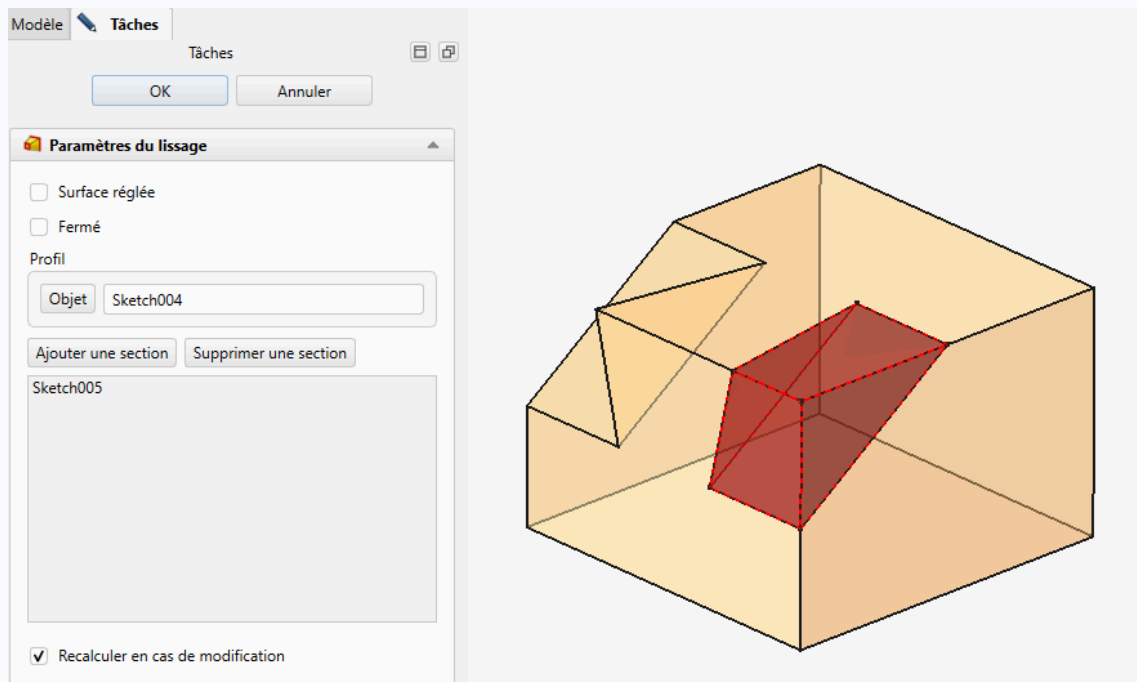 Modèle Tâches
Tâches
OK Annuler
Paramètres du lissage
Surface réglée
Fermé
Profil
Objet Sketch004
Ajouter une section Supprimer une section
Sketch005
Recalculer en cas de modification